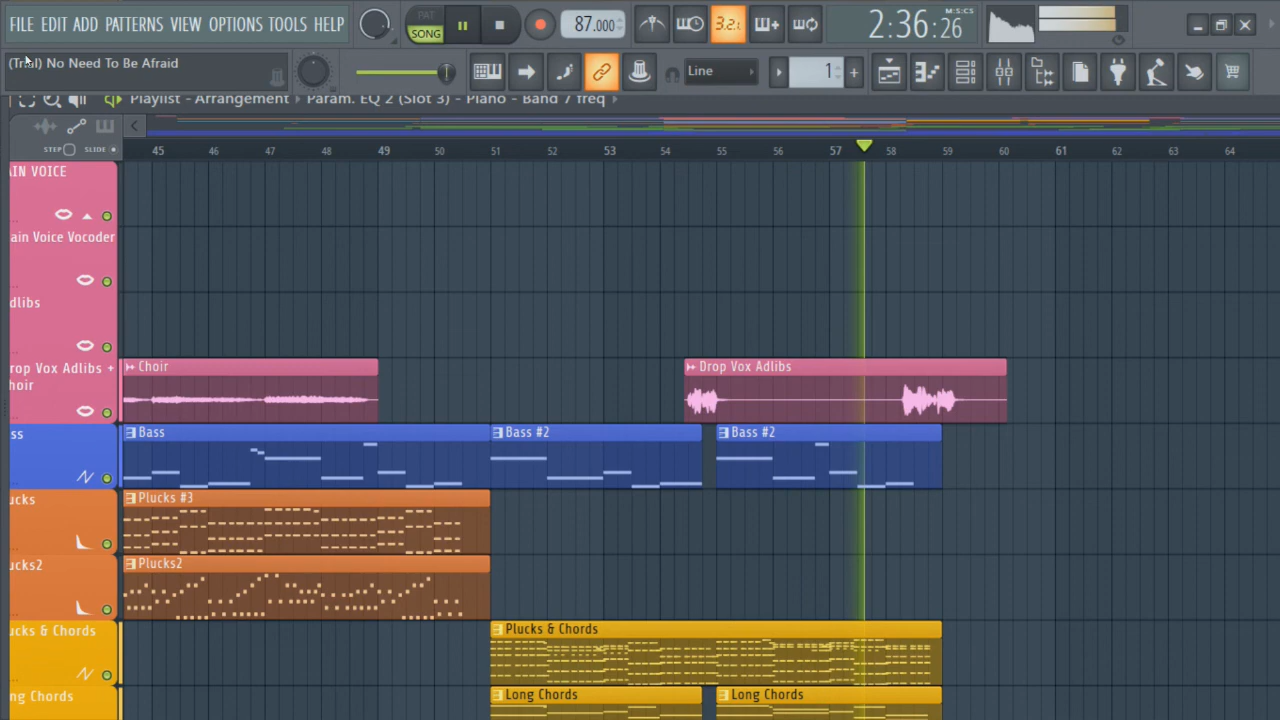 FILE EDIT ADD PATTERNS VIEW OPTIONS TOOLS HELP
PAT
SONG
87.000
3.2.1
2:36:26
M:S:CS
(Trial) No Need To Be Afraid
Line
1
Playlist - Arrangement › Param. EQ 2 (Slot 3) - Piano - Band 7 freq ›
STEP SLIDE
45 46 47 48 49 50 51 52 53 54 55 56 57 58 59 60 61 62 63 64
AIN VOICE
ain Voice Vocoder
dlibs
rop Vox Adlibs +
hoir
Choir
Drop Vox Adlibs
ss
Bass
Bass #2
Bass #2
ucks
Plucks #3
ucks2
Plucks2
ucks & Chords
Plucks & Chords
ng Chords
Long Chords
Long Chords